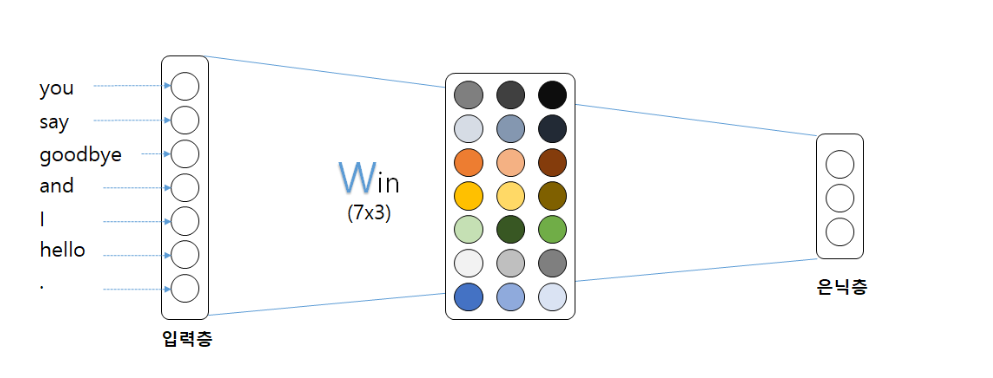 you
say
goodbye
and
I
hello
.
입력층
Win
(7x3)
은닉층